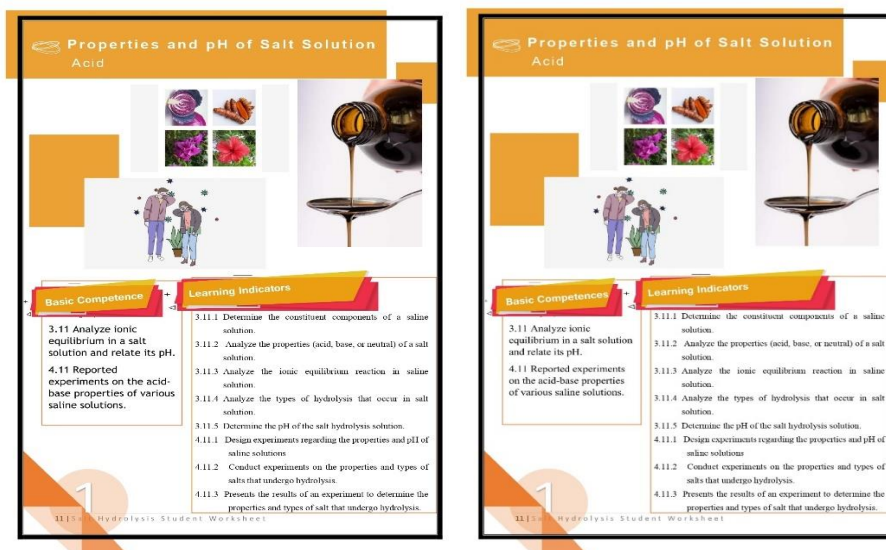 Properties and pH of Salt Solution
Acid
Basic Competence
3.11 Analyze ionic
equilibrium in a salt
solution and relate its pH.
4.11 Reported
experiments on the acid-
base properties of various
saline solutions.
Learning Indicators
3.11.1 Determine the constituent components of a saline
solution.
3.11.2 Analyze the properties (acid, base, or neutral) of a salt
solution.
3.11.3 Analyze the ionic equilibrium reaction in saline
solution.
3.11.4 Analyze the types of hydrolysis that occur in salt
solution.
3.11.5 Determine the pH of the salt hydrolysis solution.
4.11.1 Design experiments regarding the properties and pH of
saline solutions
4.11.2 Conduct experiments on the properties and types of
salts that undergo hydrolysis.
4.11.3 Presents the results of an experiment to determine the
properties and types of salt that undergo hydrolysis.
1
11 | Salt Hydrolysis Student Worksheet
Properties and pH of Salt Solution
Acid
Basic Competences
3.11 Analyze ionic
equilibrium in a salt solution
and relate its pH.
4.11 Reported experiments
on the acid-base properties
of various saline solutions.
Learning Indicators
3.11.1 Determine the constituent components of a saline
solution.
3.11.2 Analyze the properties (acid, base, or neutral) of a salt
solution.
3.11.3 Analyze the ionic equilibrium reaction in saline
solution.
3.11.4 Analyze the types of hydrolysis that occur in salt
solution.
3.11.5 Determine the pH of the salt hydrolysis solution.
4.11.1 Design experiments regarding the properties and pH of
saline solutions
4.11.2 Conduct experiments on the properties and types of
salts that undergo hydrolysis.
4.11.3 Presents the results of an experiment to determine the
properties and types of salt that undergo hydrolysis.
1
11 | Salt Hydrolysis Student Worksheet